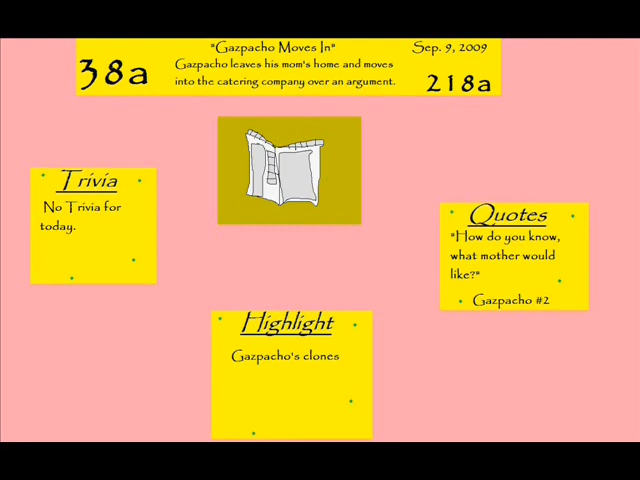 38a
"Gazpacho Moves In"
Sep. 9, 2009
Gazpacho leaves his mom's home and moves
into the catering company over an argument.
218a
Trivia
No Trivia for
today.
Quotes
"How do you know,
what mother would
like?"
Gazpacho #2
Highlight
Gazpacho's clones